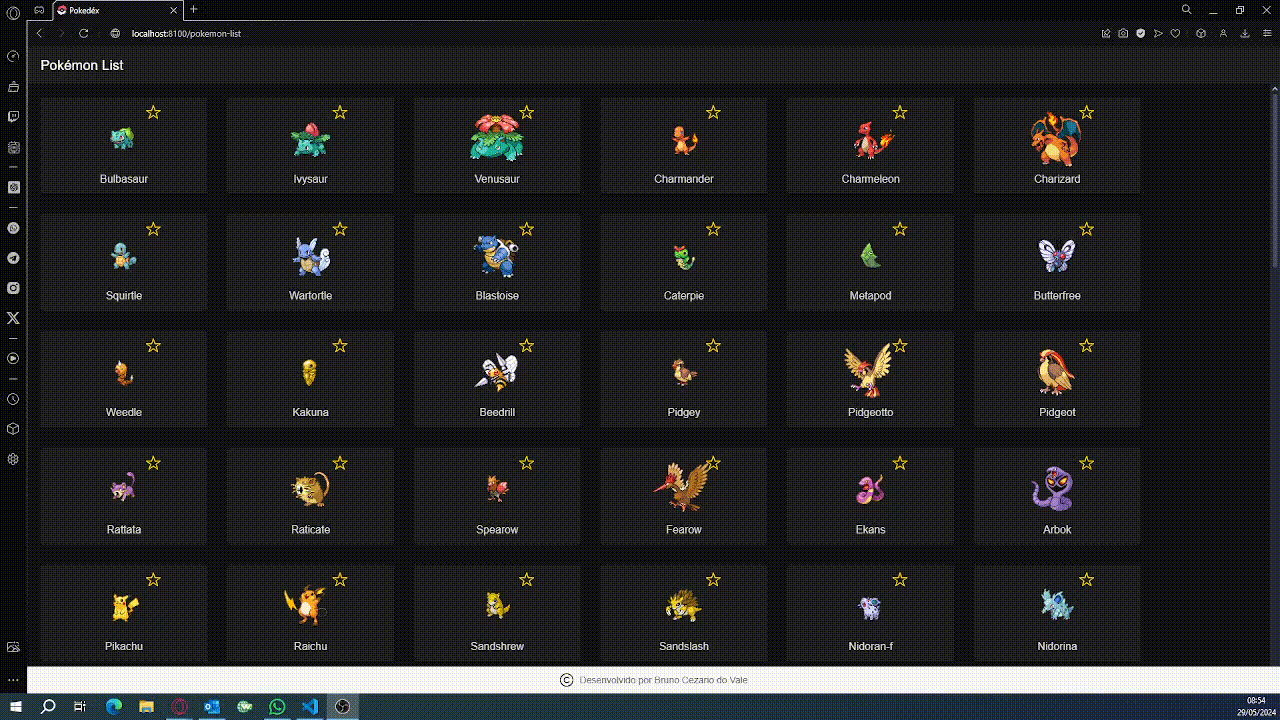 Pokedéx
localhost:8100/pokemon-list
Pokémon List
Bulbasaur Ivysaur Venusaur Charmander Charmeleon Charizard
Squirtle Wartortle Blastoise Caterpie Metapod Butterfree
Weedle Kakuna Beedrill Pidgey Pidgeotto Pidgeot
Rattata Raticate Spearow Fearow Ekans Arbok
Pikachu Raichu Sandshrew Sandslash Nidoran-f Nidorina
© Desenvolvido por Bruno Cezario do Vale
08:54
29/05/2024